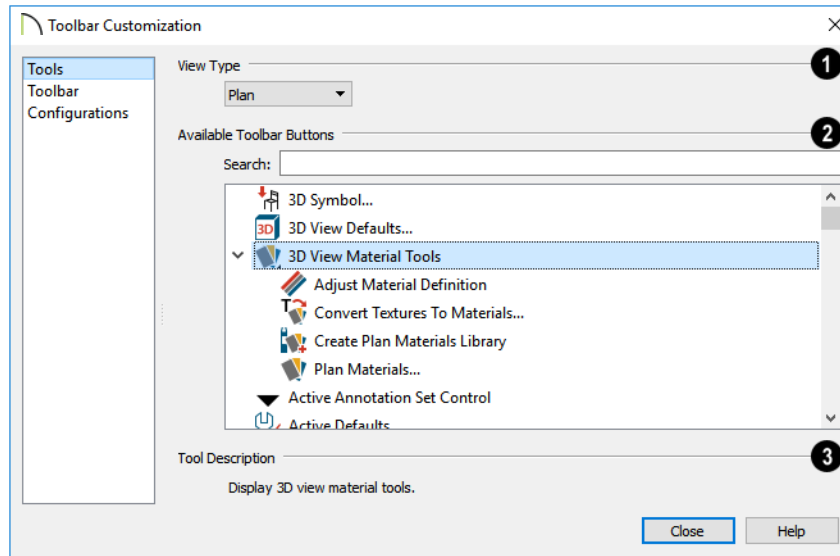 Toolbar Customization
Tools
Toolbar
Configurations
View Type
1
Plan
Available Toolbar Buttons
2
Search:
3D Symbol...
3D
3D View Defaults...
3D View Material Tools
Adjust Material Definition
T
Convert Textures To Materials...
Create Plan Materials Library
Plan Materials...
Active Annotation Set Control
Active Defaults
Tool Description
3
Display 3D view material tools.
Close
Help